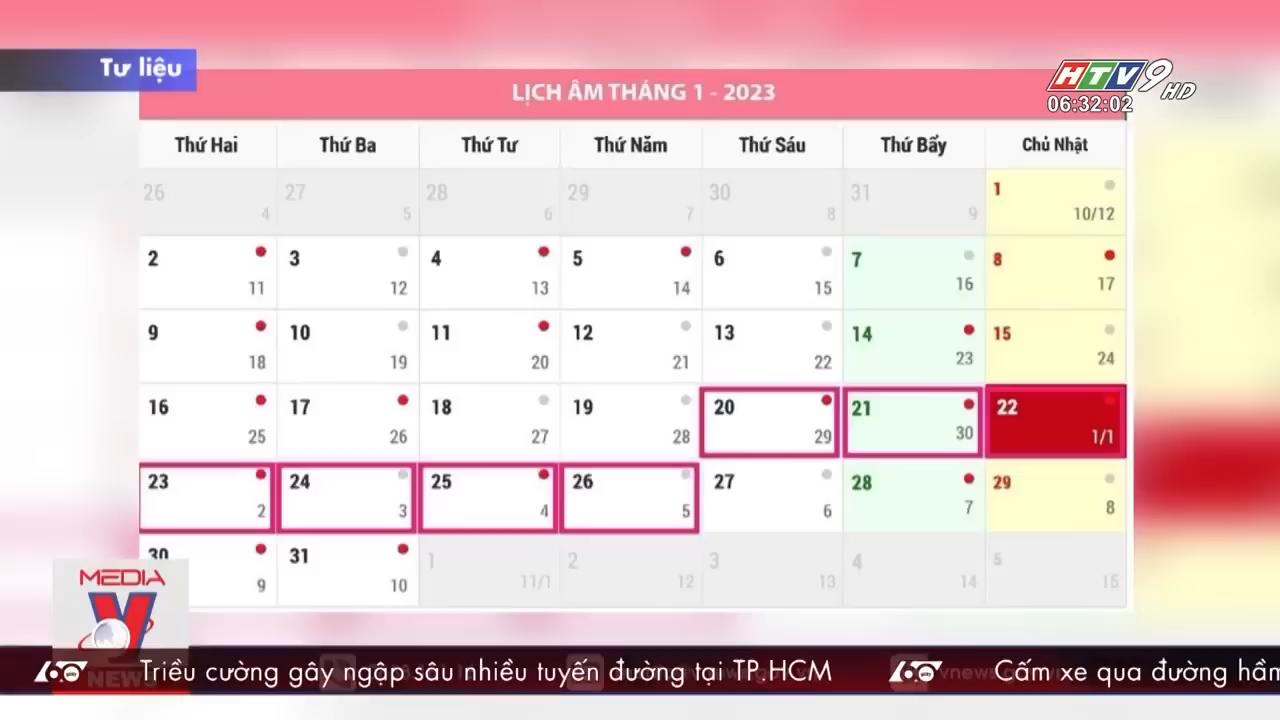 Tư liệu
HTV9 HD
06:32:02
LỊCH ÂM THÁNG 1 - 2023
Thứ Hai Thứ Ba Thứ Tư Thứ Năm Thứ Sáu Thứ Bẩy Chủ Nhật
26 27 28 29 30 31 1
4 5 6 7 8 9 10/12
2 3 4 5 6 7 8
11 12 13 14 15 16 17
9 10 11 12 13 14 15
18 19 20 21 22 23 24
16 17 18 19 20 21 22
25 26 27 28 29 30 1/1
23 24 25 26 27 28 29
2 3 4 5 6 7 8
30 31 1 2 3 4 5
9 10 11/1 12 13 14 15
MEDIA
NEWS
60 giây Triều cường gây ngập sâu nhiều tuyến đường tại TP.HCM 60 giây Cấm xe qua đường hầm